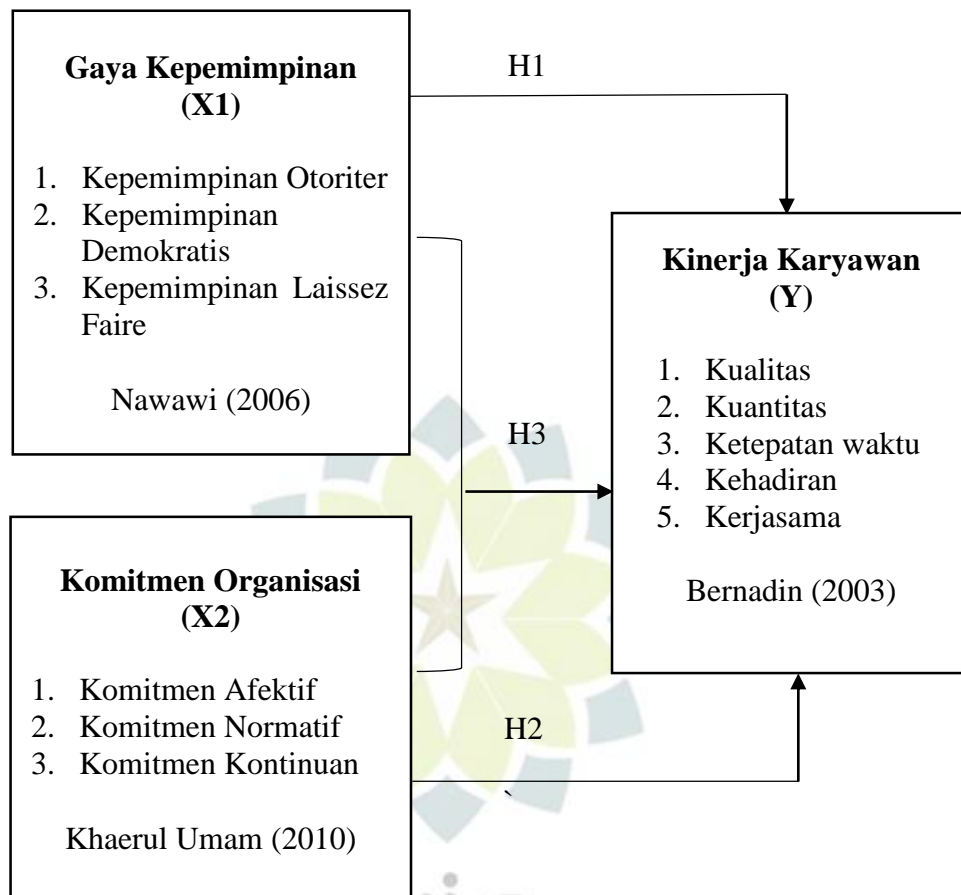 Gaya Kepemimpinan
(X1)
1. Kepemimpinan Otoriter
2. Kepemimpinan
Demokratis
3. Kepemimpinan Laissez
Faire
Nawawi (2006)
H1
H3
Komitmen Organisasi
(X2)
1. Komitmen Afektif
2. Komitmen Normatif
3. Komitmen Kontinuan
Khaerul Umam (2010)
H2
`
Kinerja Karyawan
(Y)
1. Kualitas
2. Kuantitas
3. Ketepatan waktu
4. Kehadiran
5. Kerjasama
Bernadin (2003)